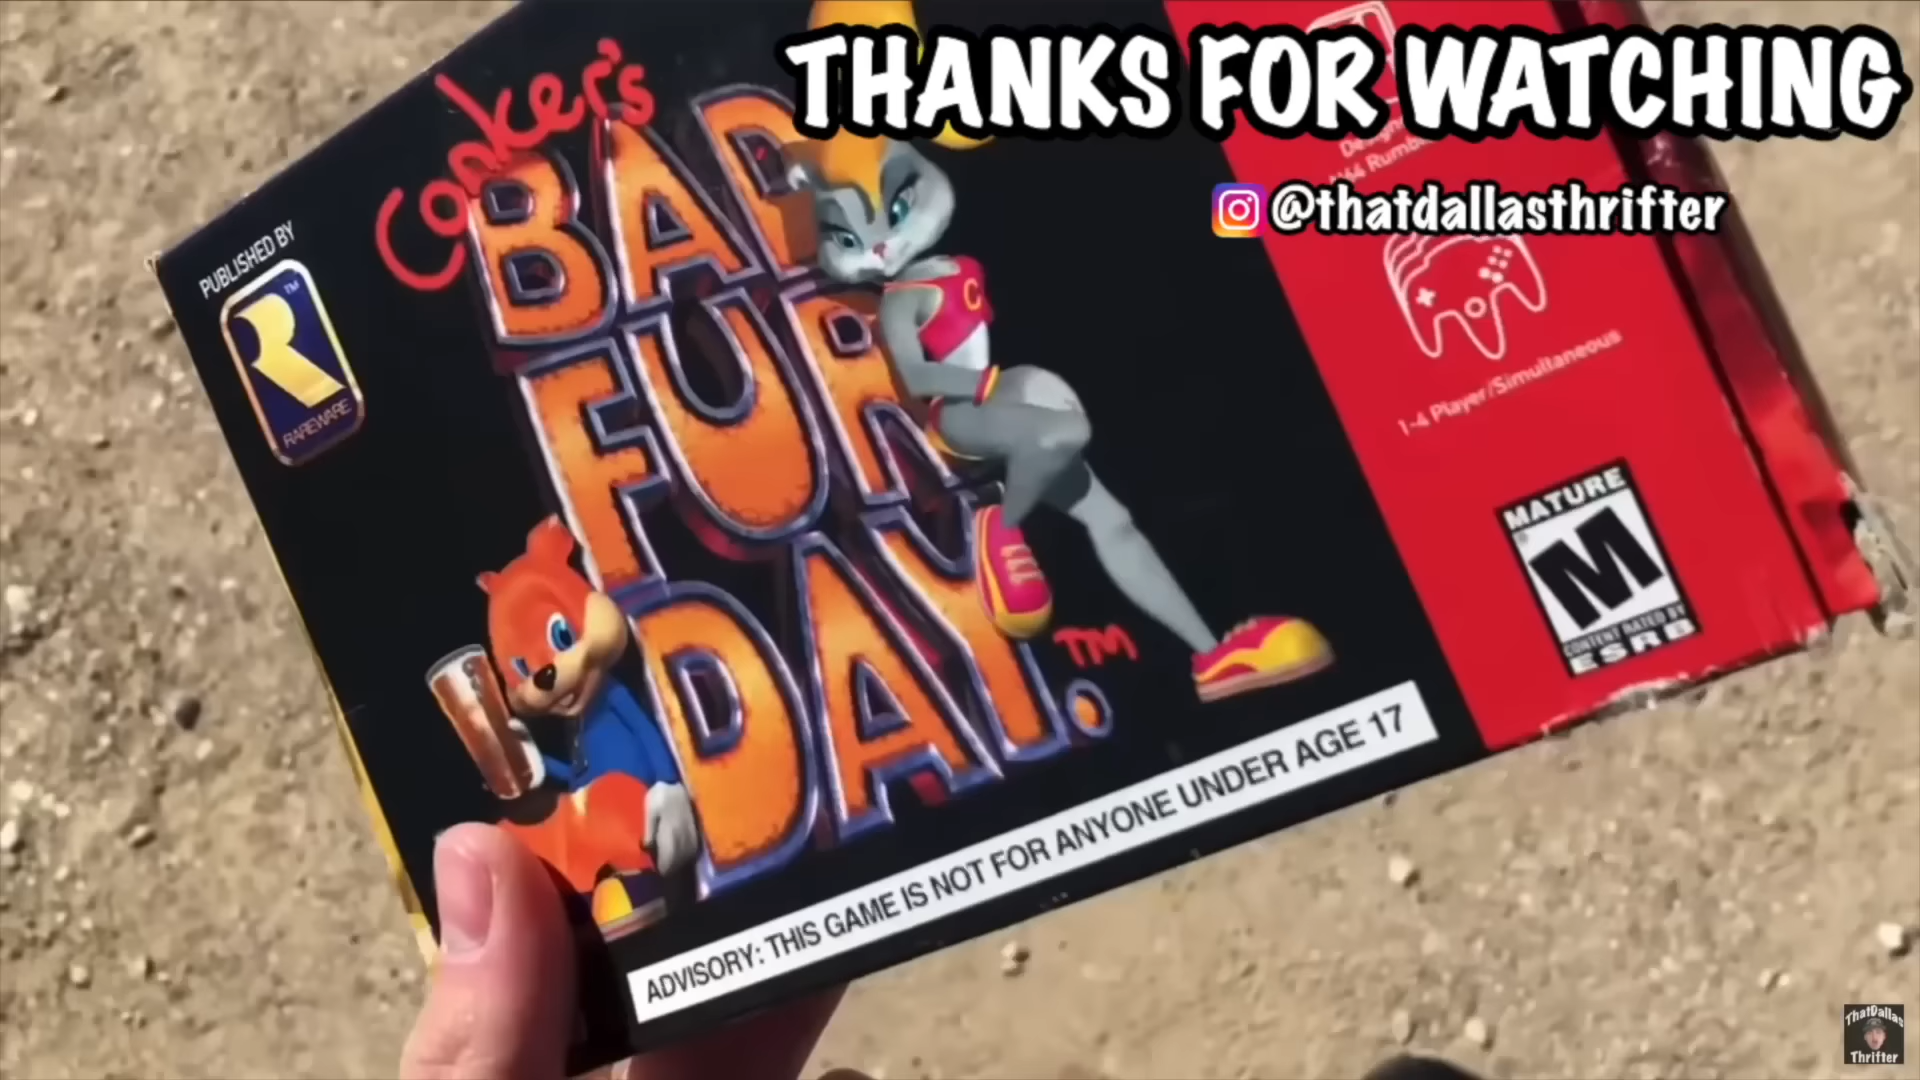 THANKS FOR WATCHING
@thatdallasthrifter
Conker's
BAD
FUR
DAY.
TM
PUBLISHED BY
TM
RAREWARE
1-4 Player/Simultaneous
MATURE
M
CONTENT RATED BY
ESRB
ADVISORY: THIS GAME IS NOT FOR ANYONE UNDER AGE 17
ThatDallas
Thrifter